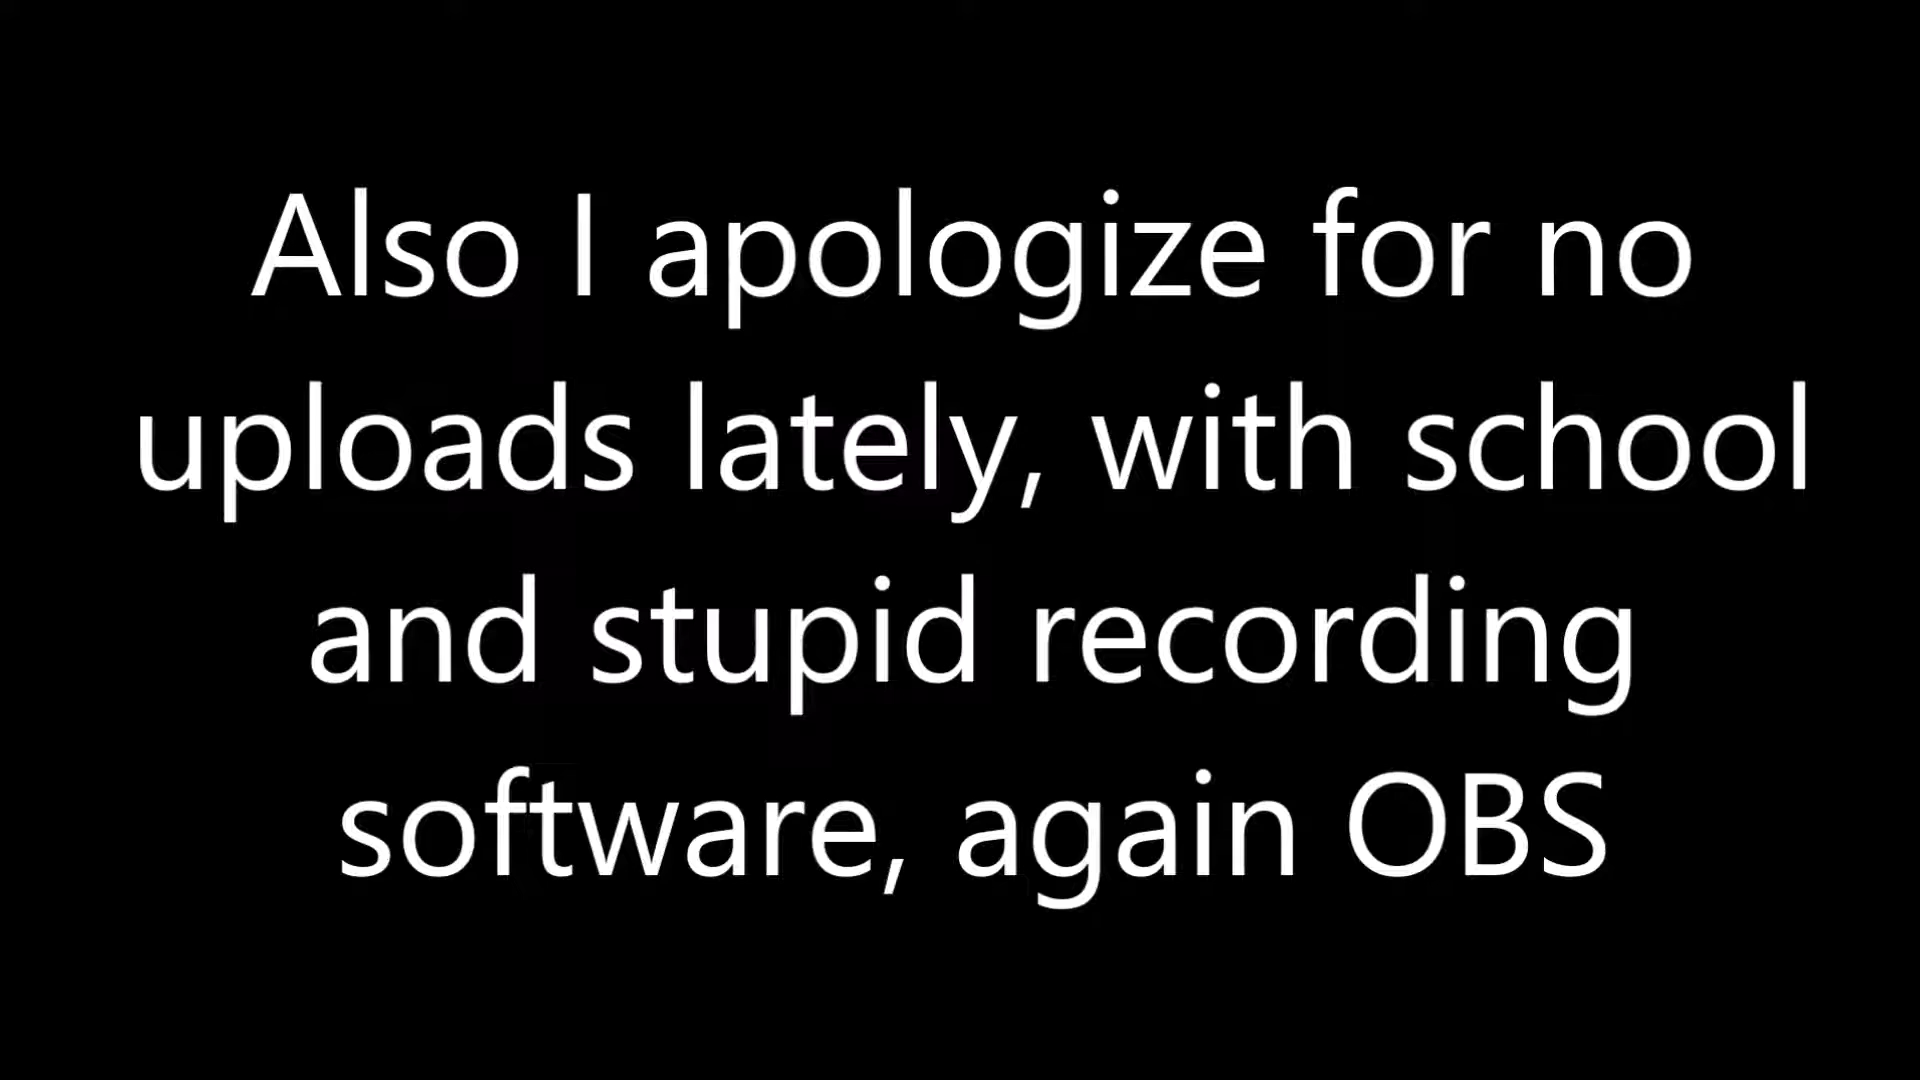 Also I apologize for no
uploads lately, with school
and stupid recording
software, again OBS